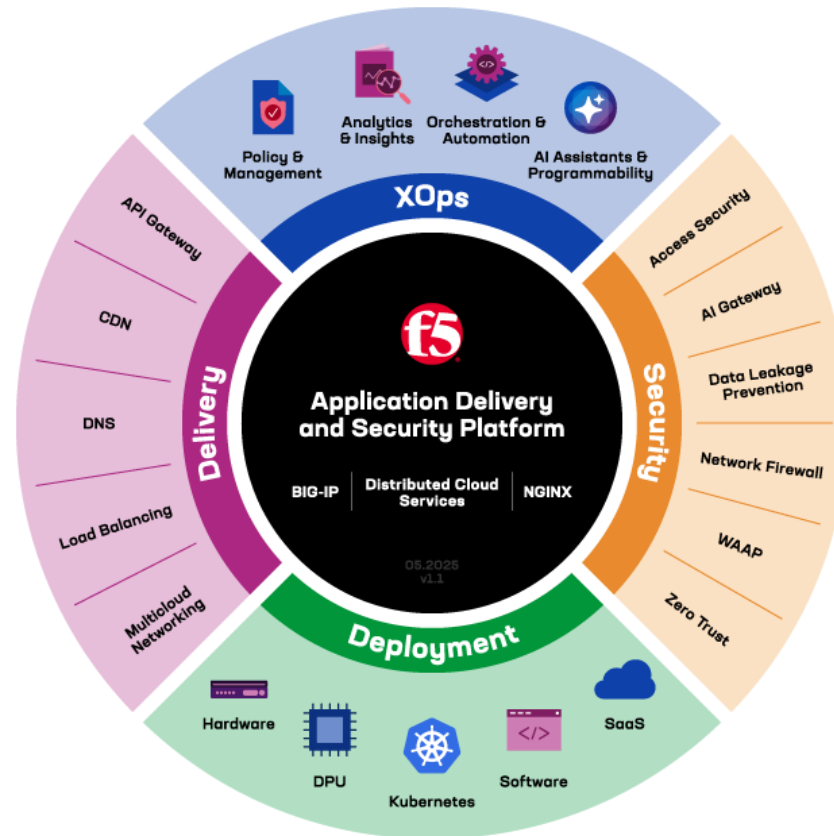 Policy &
Management
Analytics
& Insights
Orchestration &
Automation
AI Assistants &
Programmability
XOps
API Gateway
CDN
DNS
Load Balancing
Multicloud
Networking
Delivery
f5
Application Delivery
and Security Platform
BIG-IP
Distributed Cloud
Services
NGINX
05.2025
v1.1
Security
Access Security
AI Gateway
Data Leakage
Prevention
Network Firewall
WAAP
Zero Trust
Deployment
Hardware
DPU
Kubernetes
</>
Software
SaaS